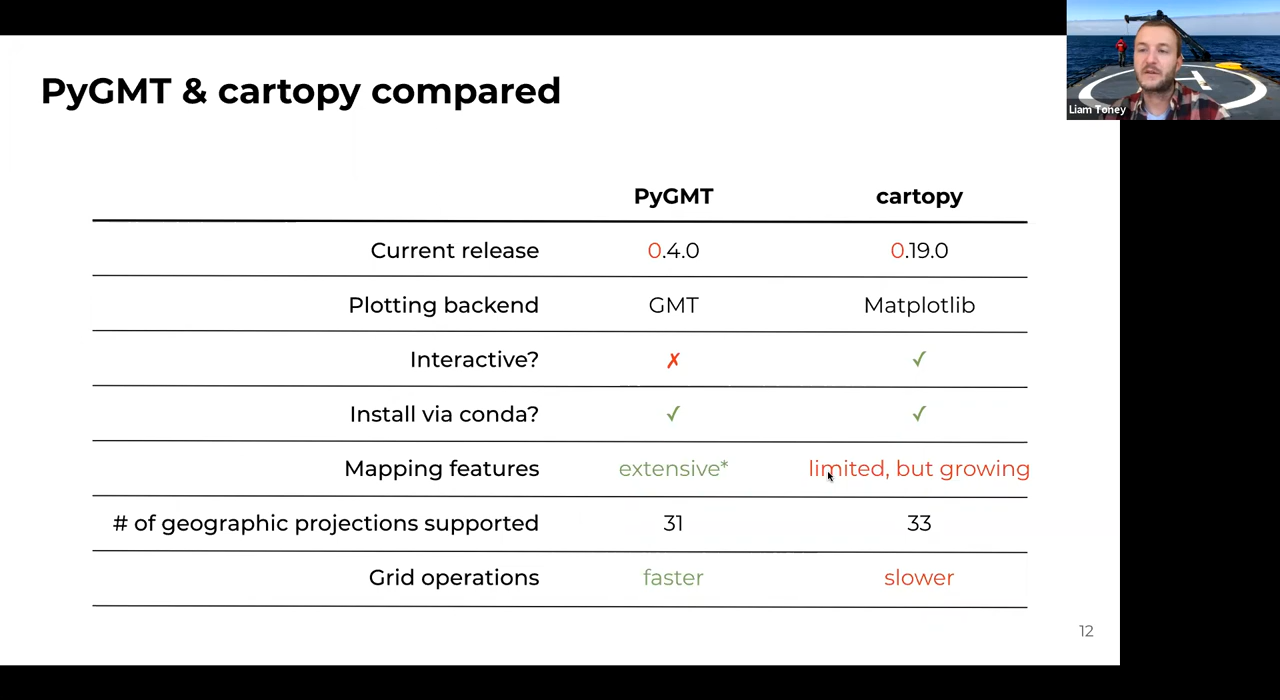 PyGMT & cartopy compared
Liam Toney
PyGMT cartopy
Current release 0.4.0 0.19.0
Plotting backend GMT Matplotlib
Interactive? ✗ ✓
Install via conda? ✓ ✓
Mapping features extensive* limited, but growing
# of geographic projections supported 31 33
Grid operations faster slower
12